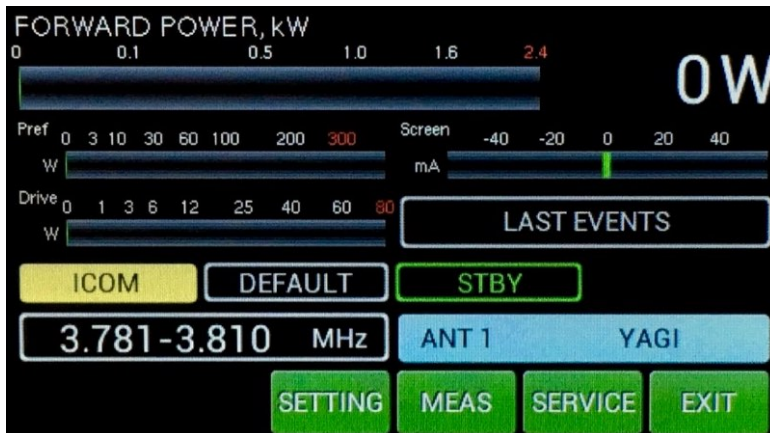 FORWARD POWER, kW
0 0.1 0.5 1.0 1.6 2.4
0 W
Pref 0 3 10 30 60 100 200 300
W
Screen -40 -20 0 20 40
mA
Drive 0 1 3 6 12 25 40 60 80
W
LAST EVENTS
ICOM DEFAULT STBY
3.781-3.810 MHz ANT 1 YAGI
SETTING MEAS SERVICE EXIT